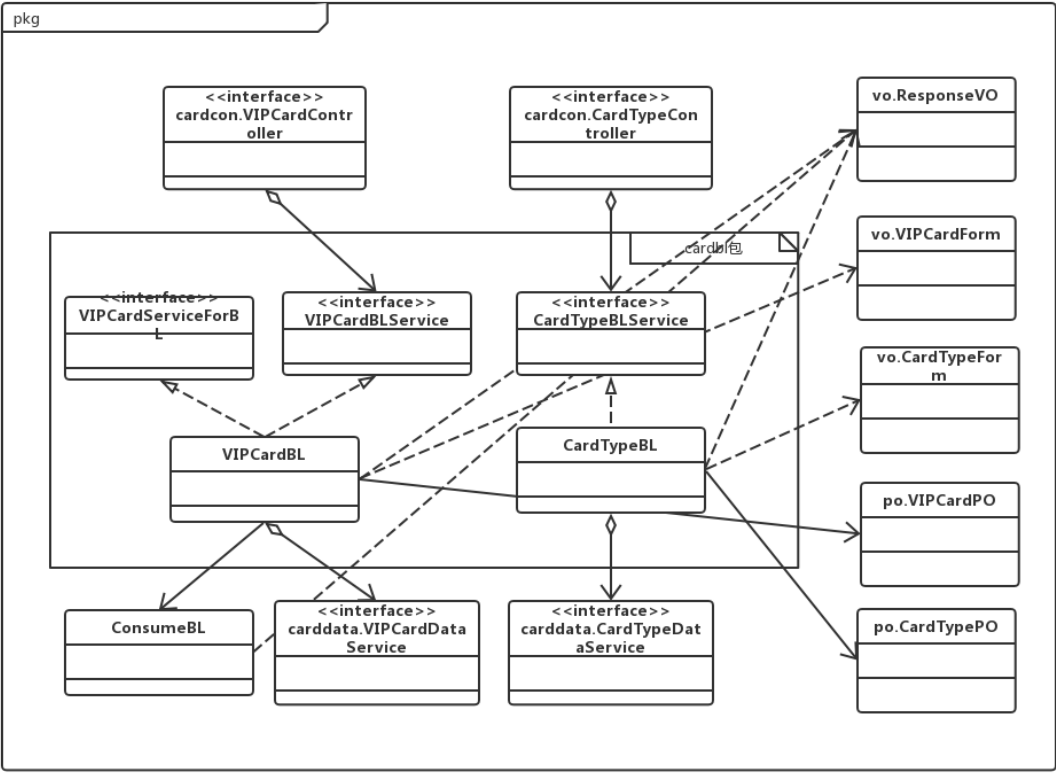 pkg
<<interface>>
cardcon.VIPCardContr
oller
<<interface>>
cardcon.CardTypeCon
troller
vo.ResponseVO
vo.VIPCardForm
cardbl包
<<interface>>
VIPCardServiceForB
L
<<interface>>
VIPCardBLService
<<interface>>
CardTypeBLService
vo.CardTypeFor
m
VIPCardBL
CardTypeBL
po.VIPCardPO
ConsumeBL
<<interface>>
carddata.VIPCardData
Service
<<interface>>
carddata.CardTypeDat
aService
po.CardTypePO